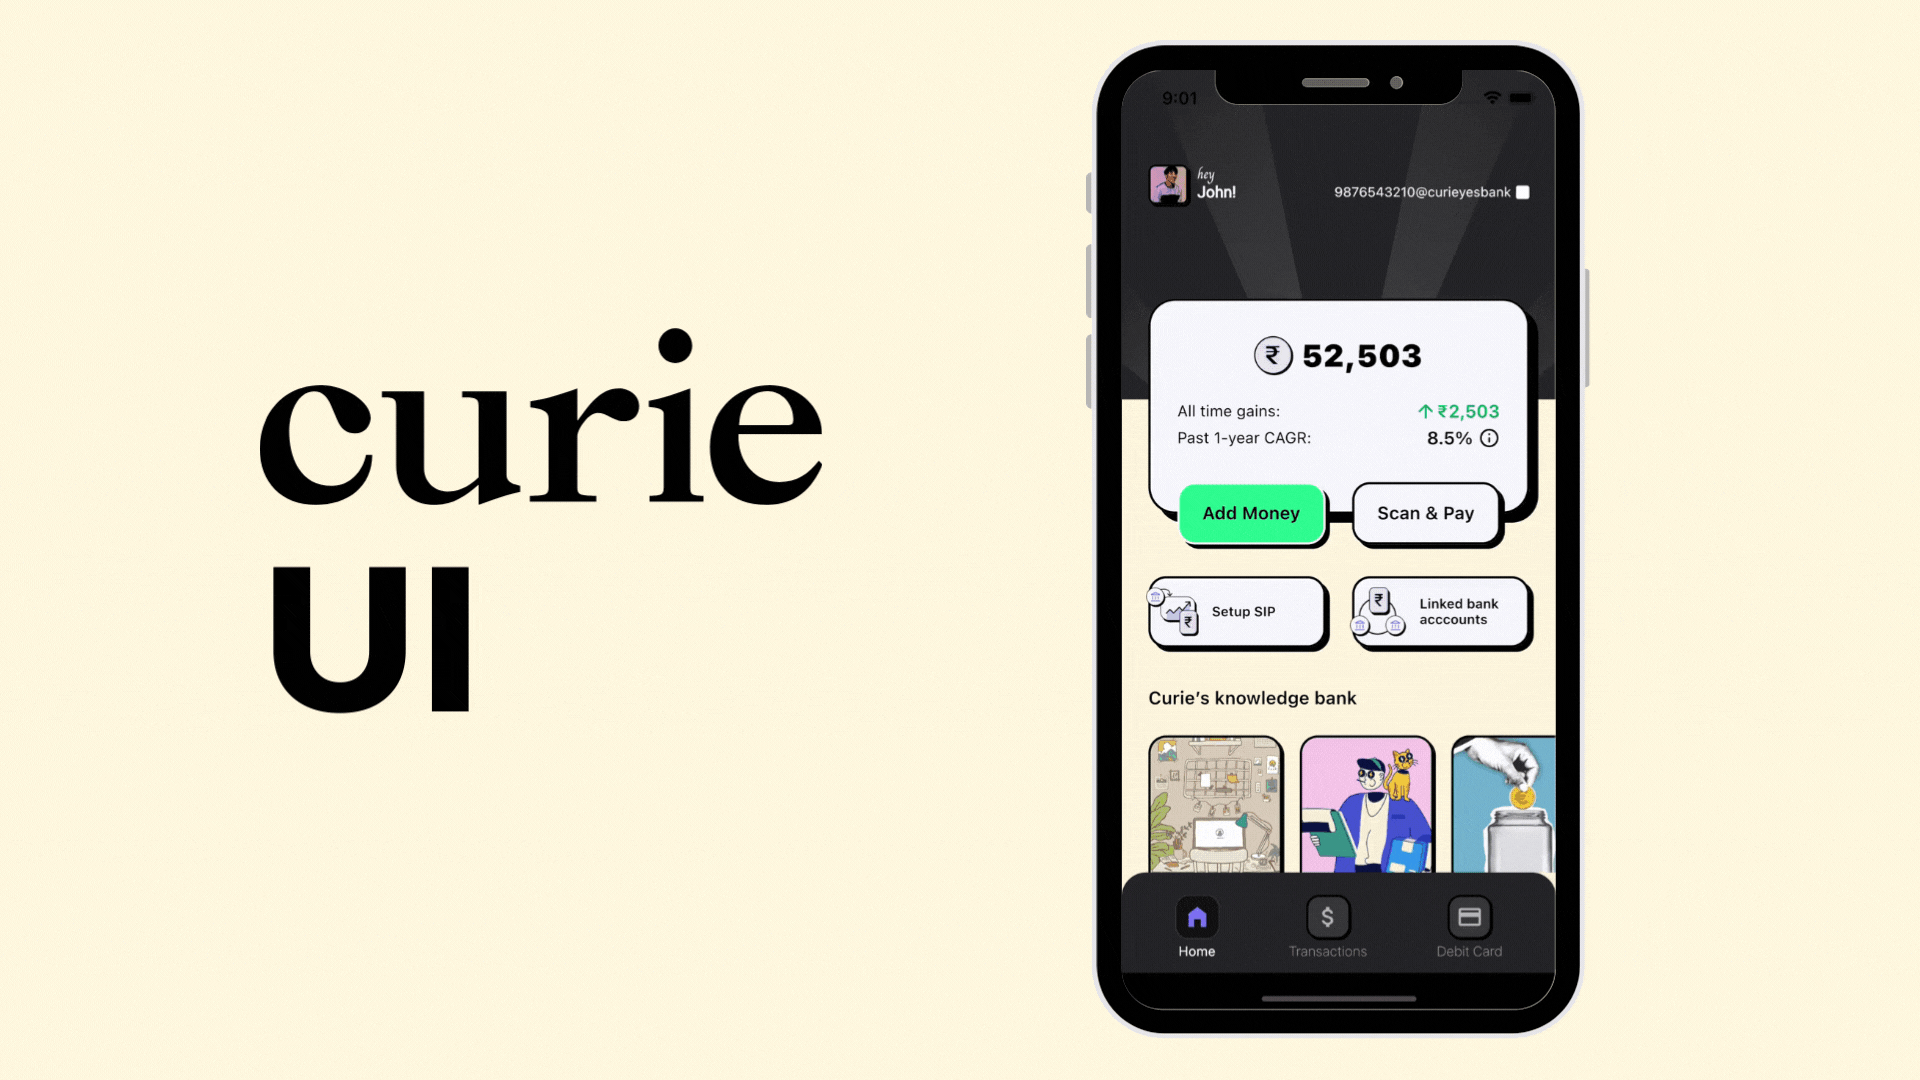 curie
UI
9:01
hey
John!
9876543210@curieyesbank
₹ 52,503
All time gains: ↑ ₹2,503
Past 1-year CAGR: 8.5%
Add Money
Scan & Pay
Setup SIP
Linked bank
acccounts
Curie’s knowledge bank
Home
Transactions
Debit Card